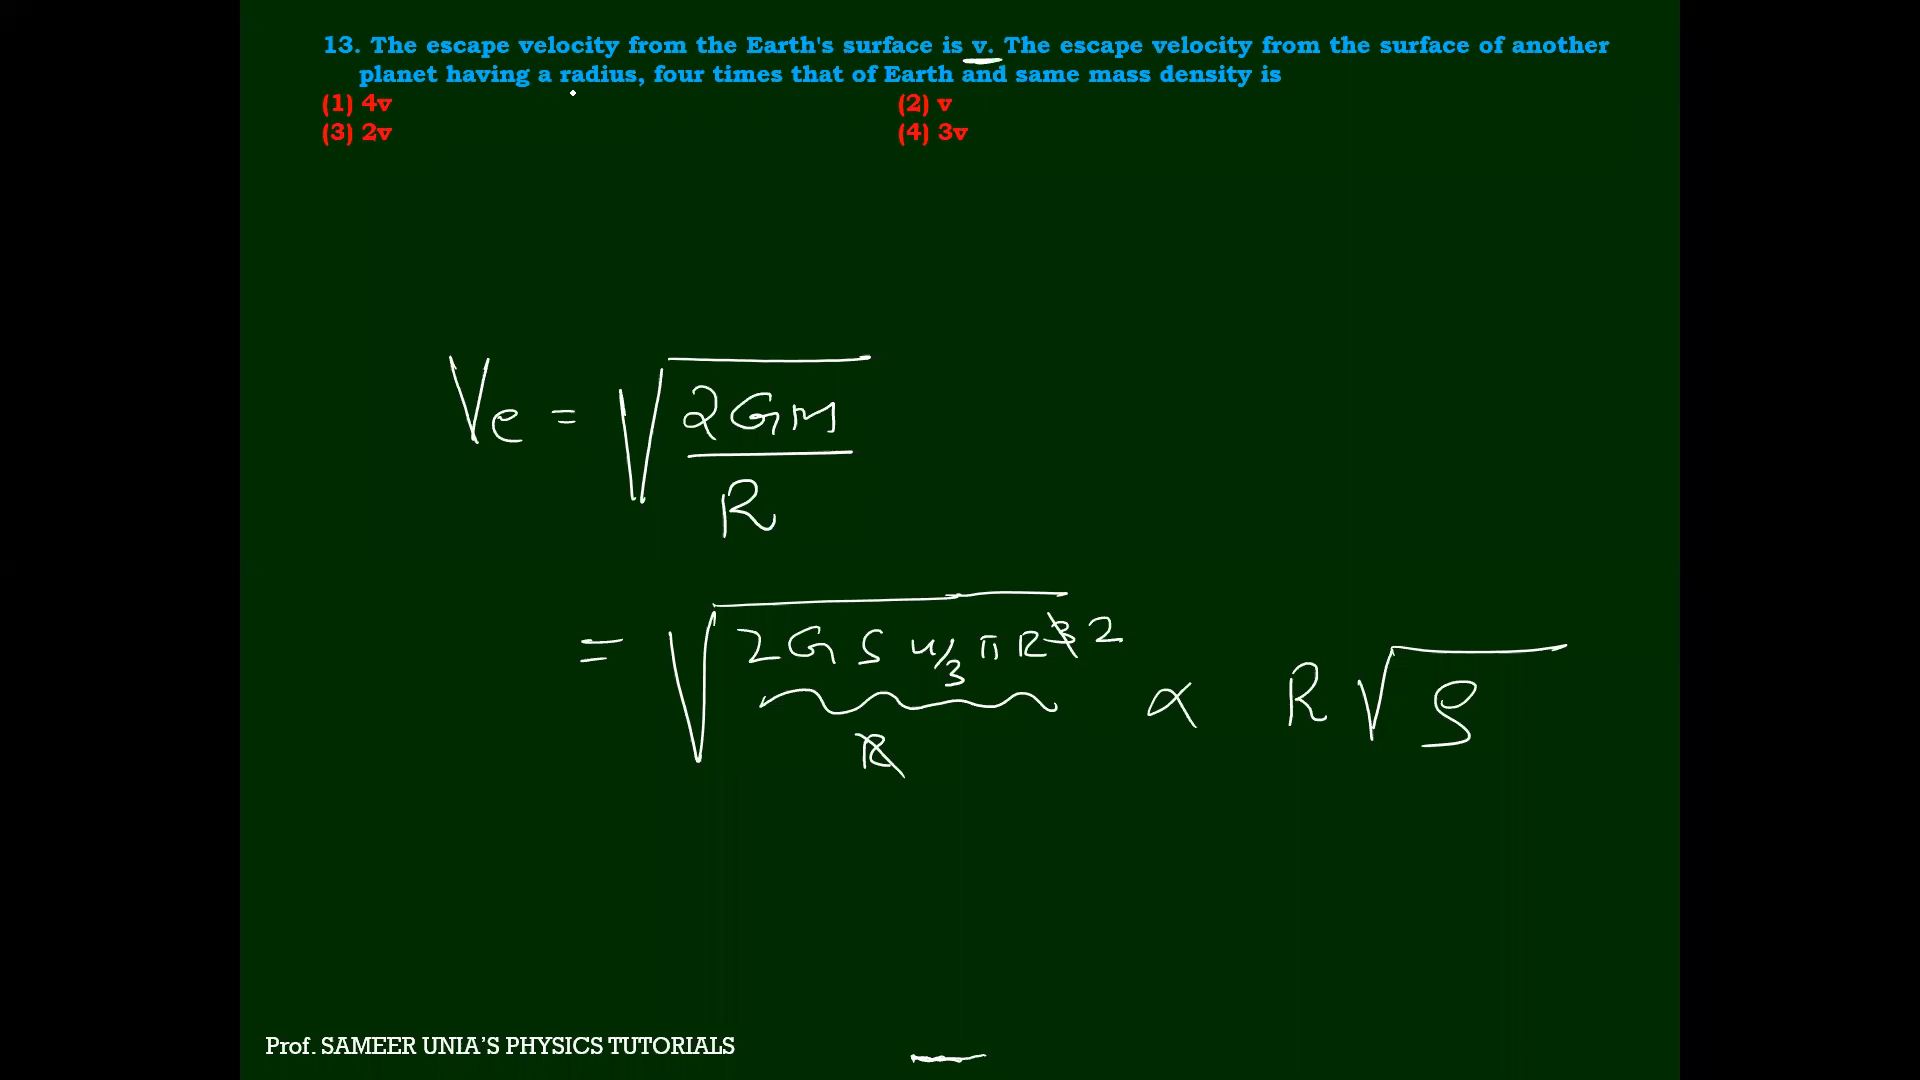 13. The escape velocity from the Earth's surface is v. The escape velocity from the surface of another
planet having a radius, four times that of Earth and same mass density is
(1) 4v (2) v
(3) 2v (4) 3v
Ve = √(2GM / R)
= √(2Gρ 4/3 πR3 2 / R) ∝ R√ρ
Prof. SAMEER UNIA’S PHYSICS TUTORIALS